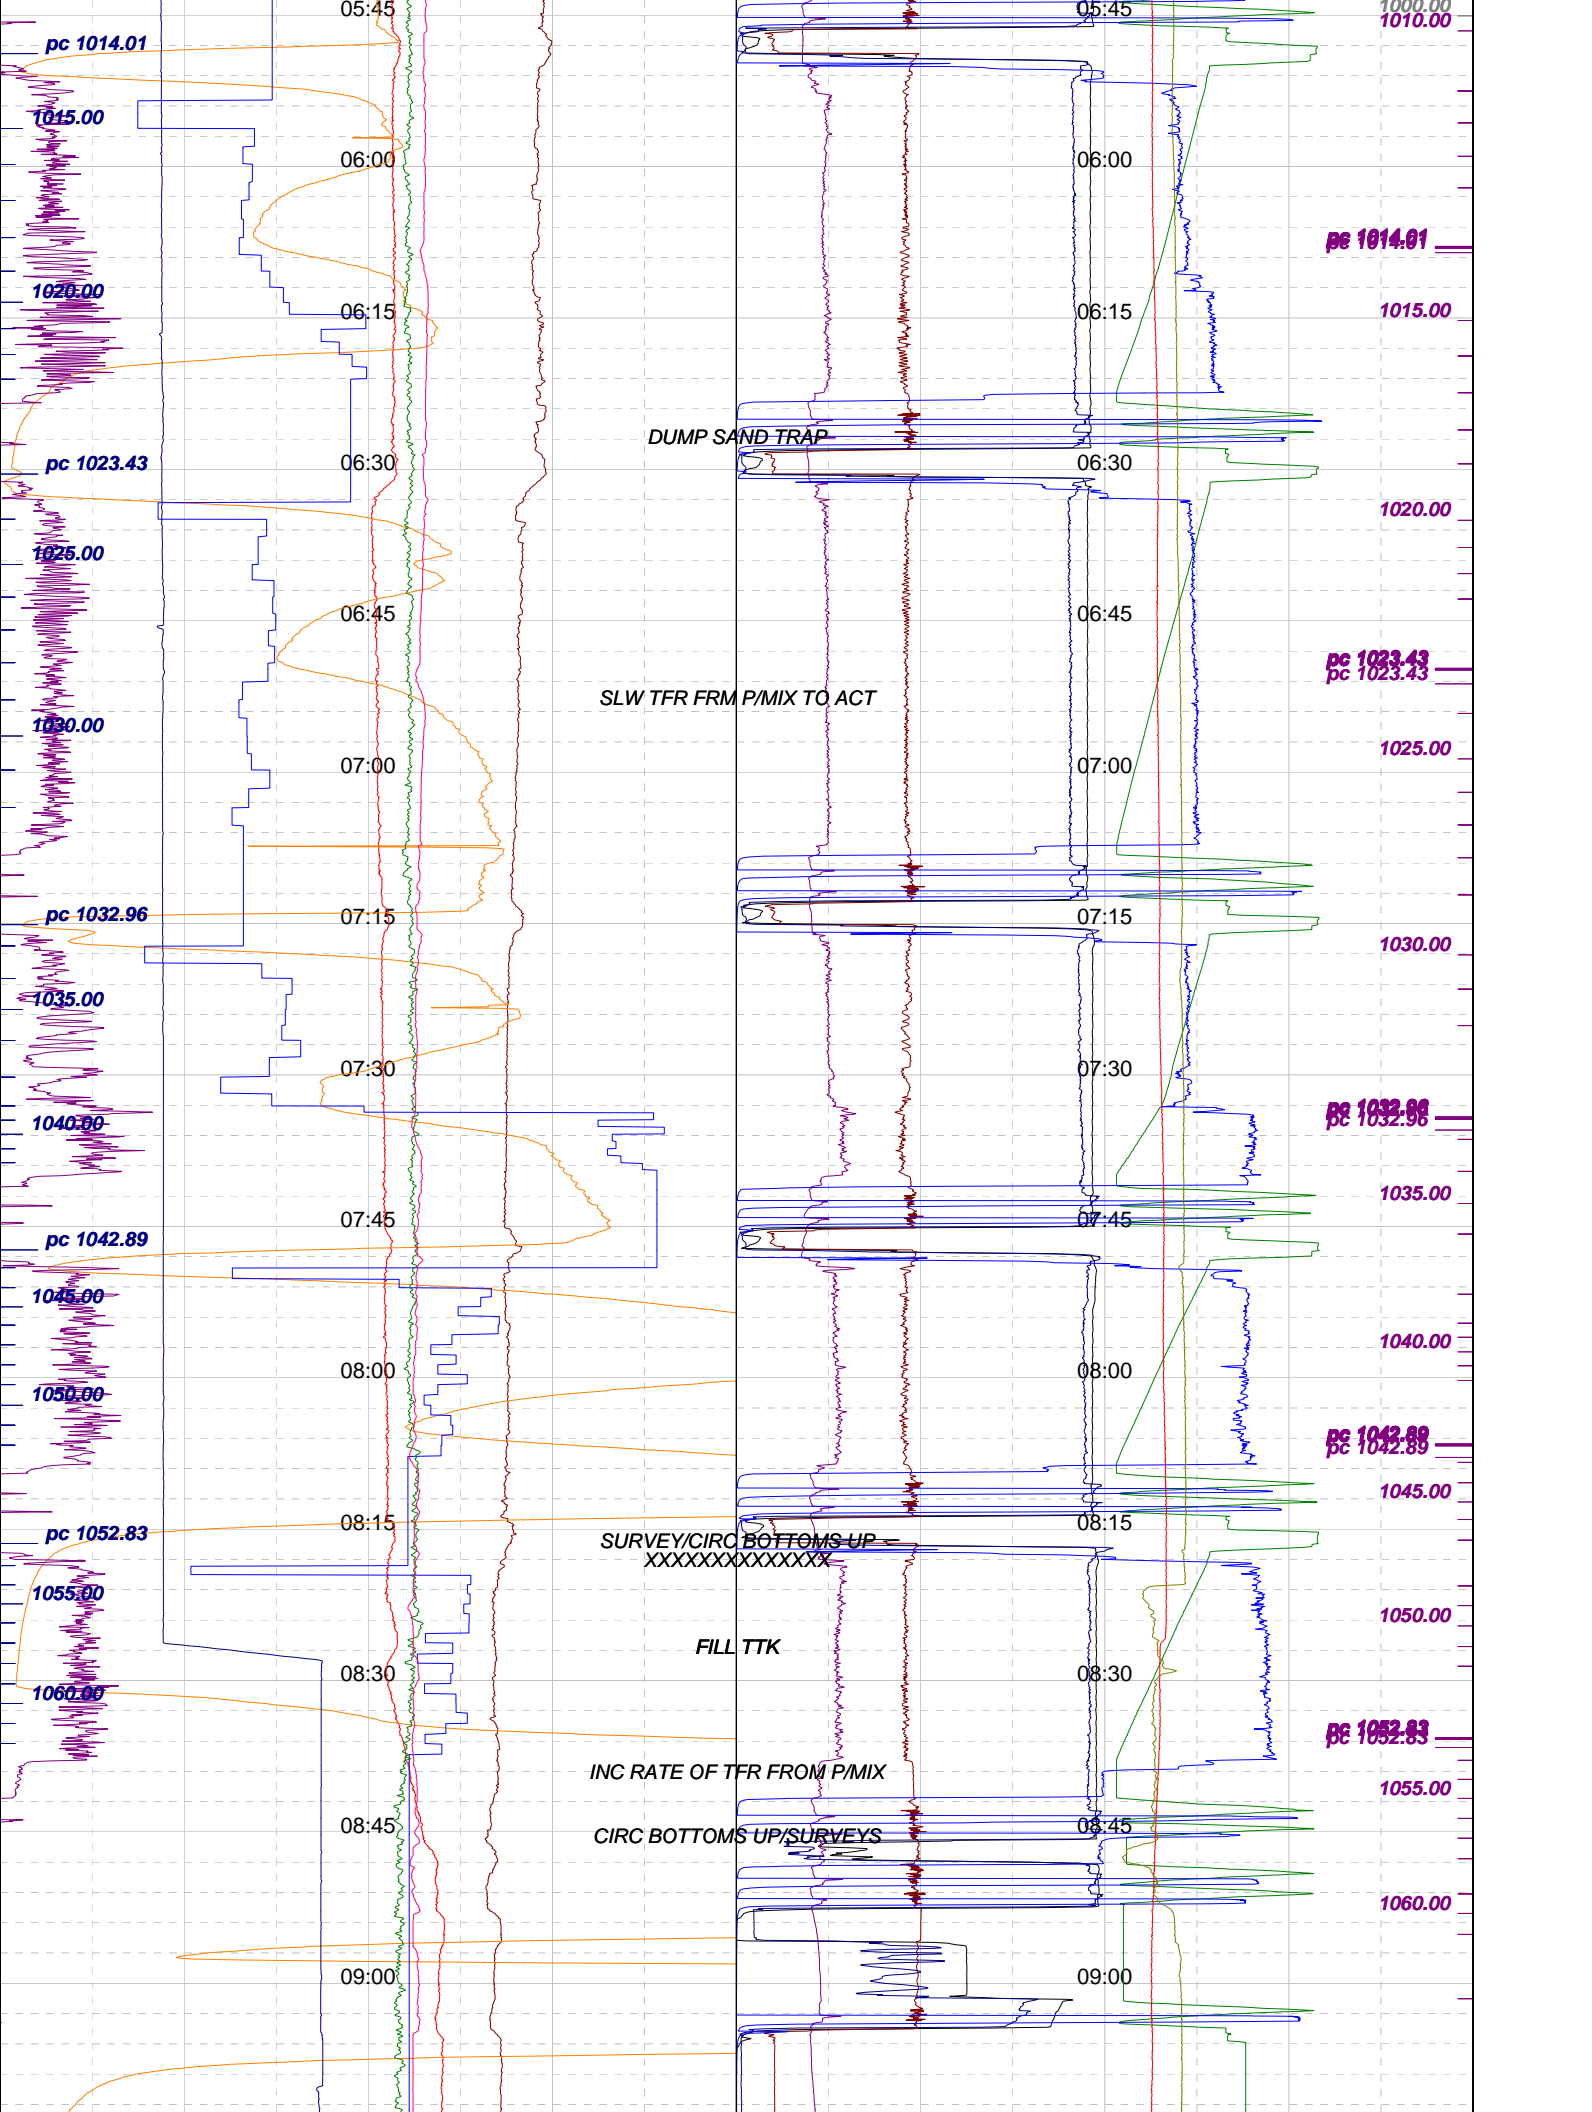 05:45 05:45 1000.00
1010.00
pc 1014.01
1015.00
06:00 06:00
pc 1014.01
pc 1014.01
1020.00
06:15 06:15 1015.00
DUMP SAND TRAP
pc 1023.43 06:30 06:30
1020.00
1025.00
06:45 06:45
pc 1023.43
pc 1023.43
SLW TFR FRM P/MIX TO ACT
1030.00
1025.00
07:00 07:00
pc 1032.96 07:15 07:15
1030.00
1035.00
07:30 07:30
pc 1032.96
pc 1032.96
1040.00
1035.00
07:45 07:45
pc 1042.89
1045.00
1040.00
08:00 08:00
1050.00
pc 1042.89
pc 1042.89
1045.00
pc 1052.83 08:15 08:15
SURVEY/CIRC BOTTOMS UP
XXXXXXXXXXXXXX
1055.00
1050.00
FILL TTK
08:30 08:30
1060.00
pc 1052.83
pc 1052.83
INC RATE OF TFR FROM P/MIX
1055.00
08:45 08:45
CIRC BOTTOMS UP/SURVEYS
1060.00
09:00 09:00